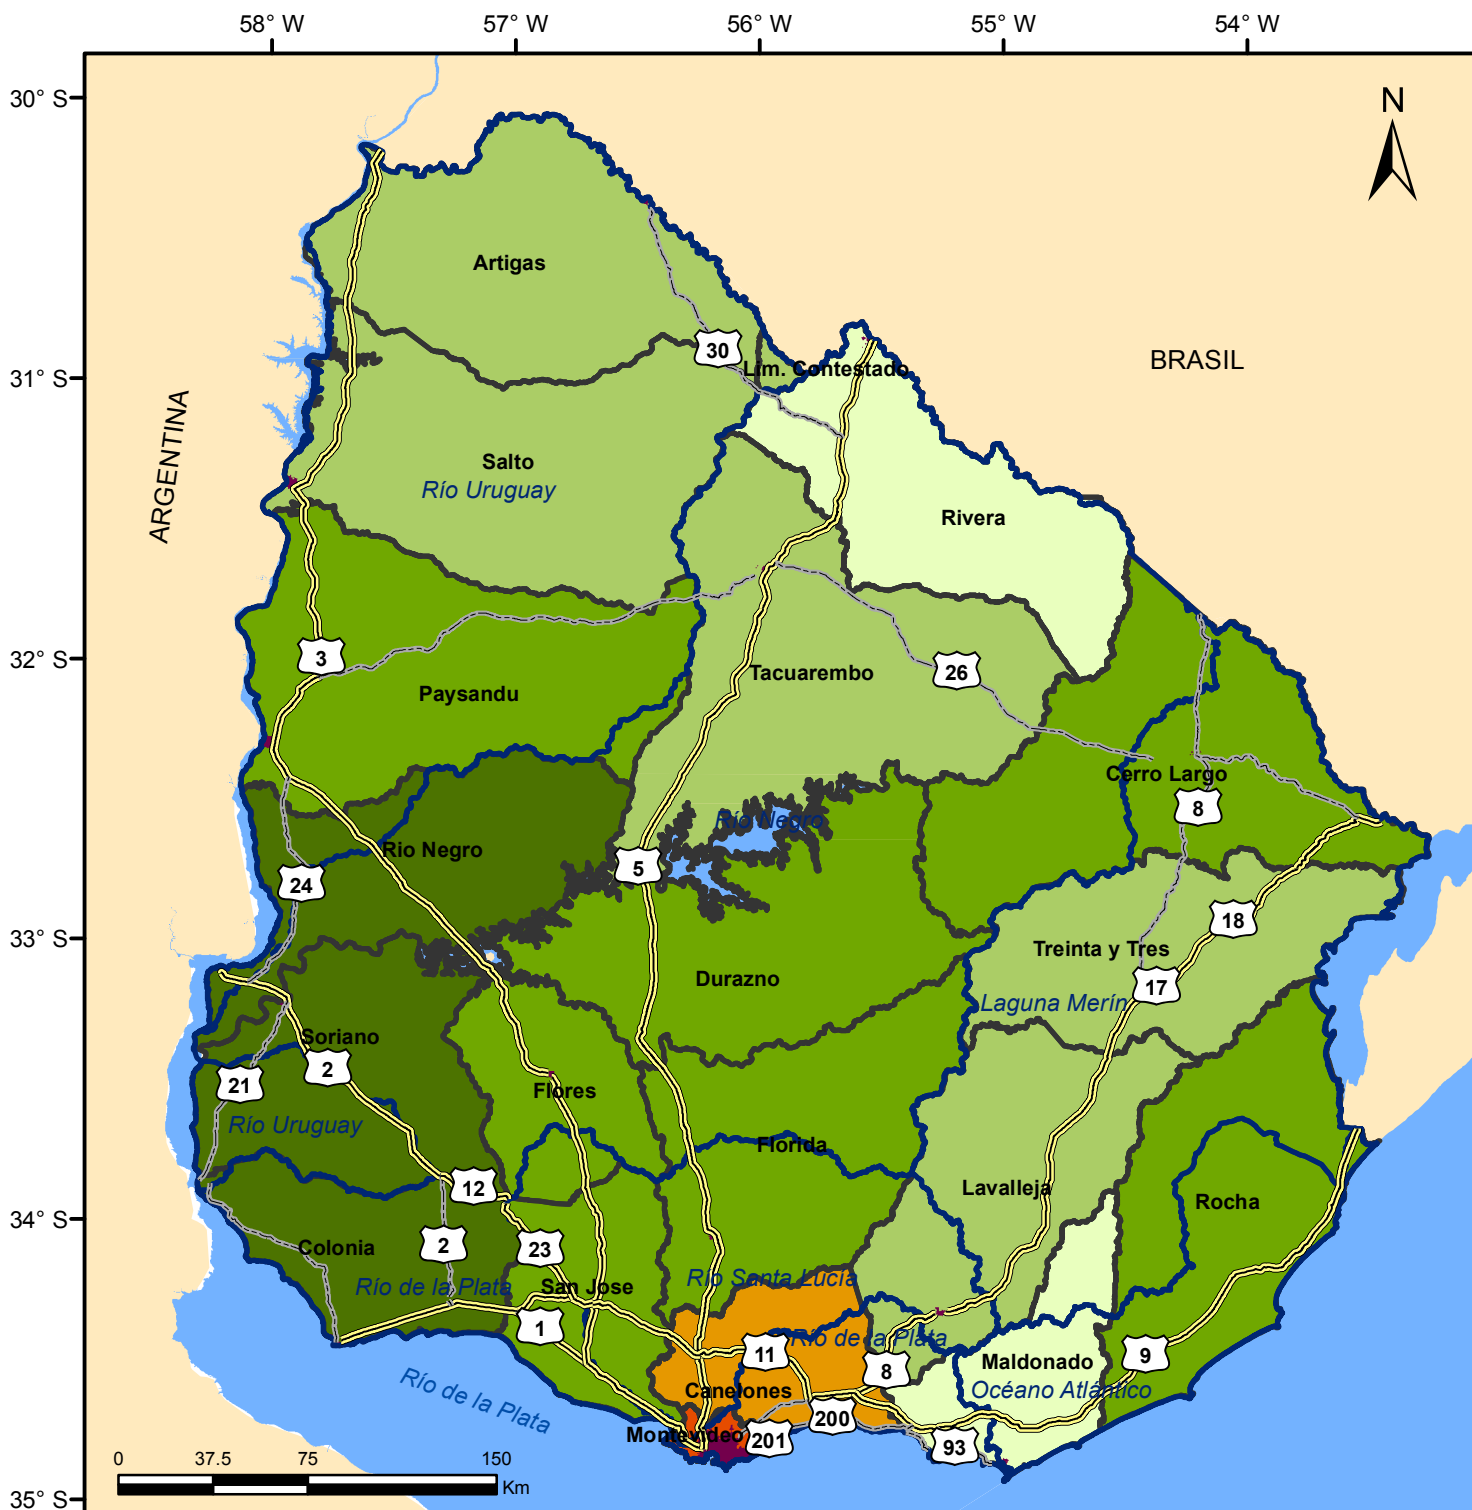 58° W 57° W 56° W 55° W 54° W
30° S
N
Artigas
30
BRASIL
31° S
Lim. Contestado
ARGENTINA
Salto
Río Uruguay
Rivera
32° S
3
Tacuarembo
26
Paysandu
Cerro Largo
8
Río Negro
Rio Negro
5
24
18
33° S
Treinta y Tres
Durazno
17
Laguna Merín
Soriano
2
21
Flores
Río Uruguay
Florida
12
Lavalleja
Rocha
34° S
2
23
Colonia
Río de la Plata
San Jose
Río Santa Lucía
1
Río de la Plata
11
8
9
Maldonado
Océano Atlántico
Canelones
Río de la Plata
200
Montevideo
201
93
0 37.5 75 150
Km
35° S